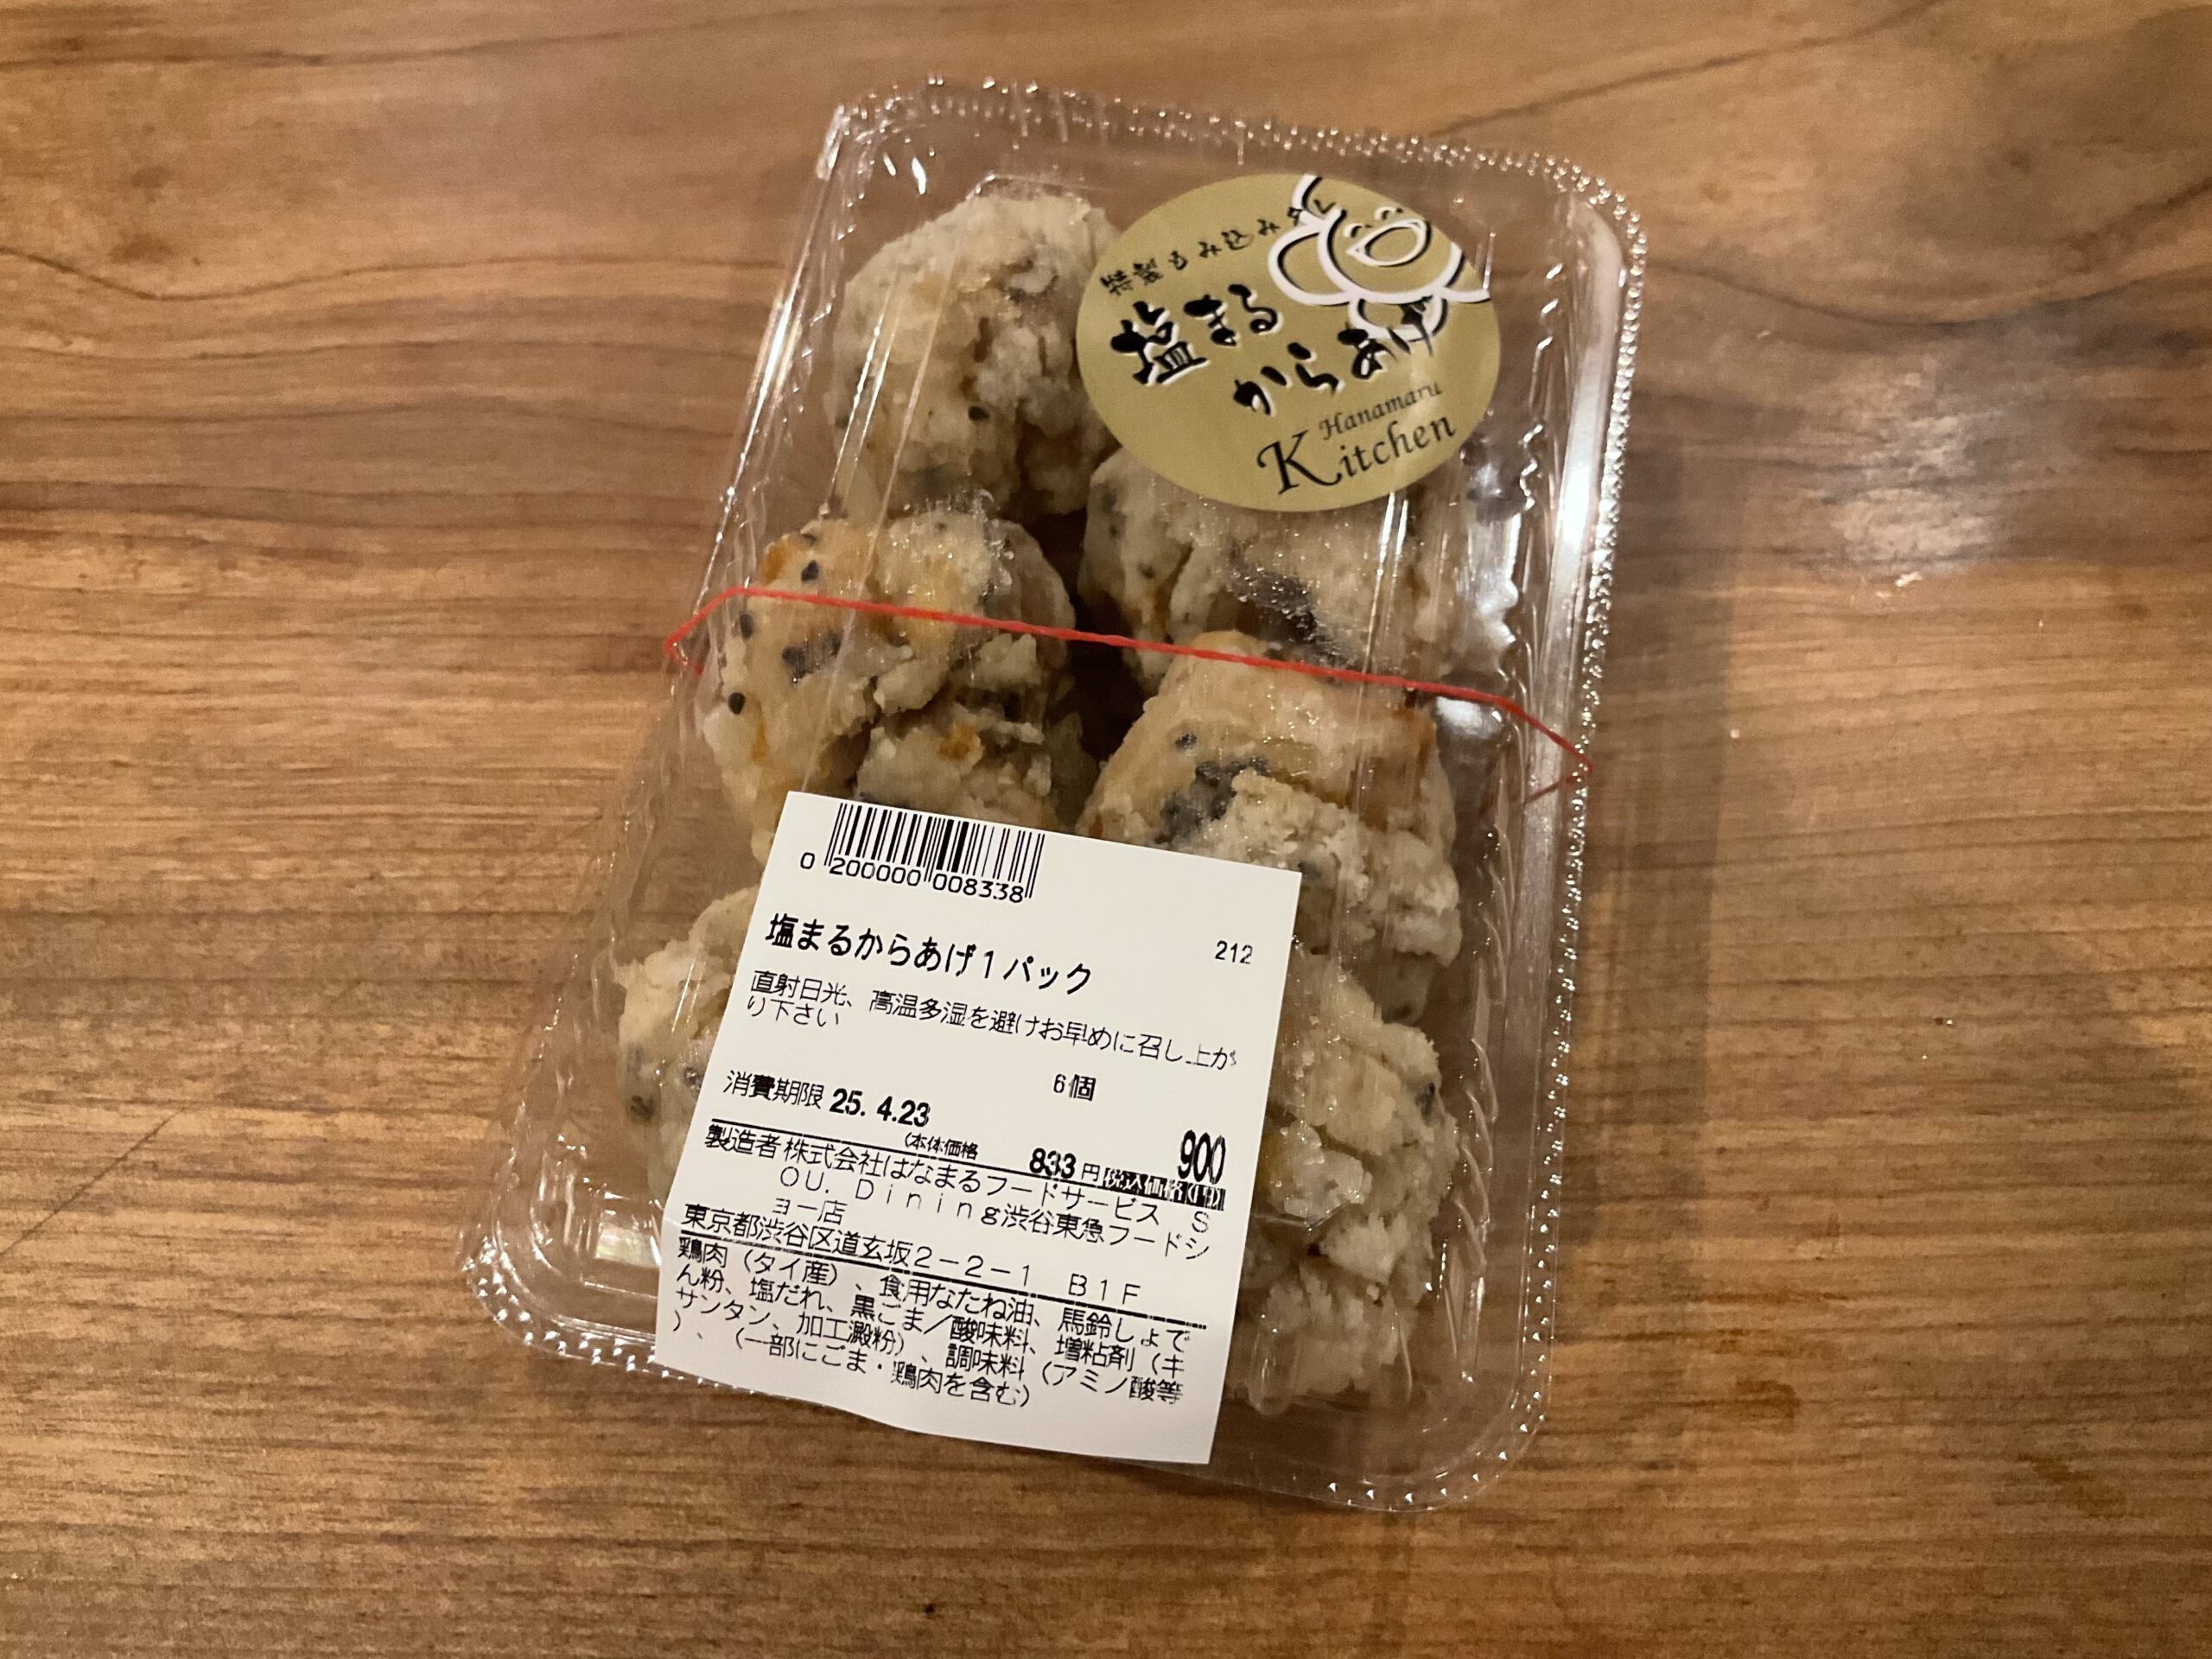 特製もみ込みタレ
塩まる
からあげ
Hanamaru
Kitchen
0 200000 008338
塩まるからあげ1パック
212
直射日光、高温多湿を避けお早めに召し上が
り下さい
6個
消費期限 25. 4.23
(本体価格 833円 税込価格(円) 900
製造者 株式会社はなまるフードサービス S
OU. Dining渋谷東急フードシ
ョー店
東京都渋谷区道玄坂2-2-1 B1F
鶏肉(タイ産)、食用なたね油、馬鈴しょで
ん粉、塩だれ、黒ごま/酸味料、増粘剤(キ
サンタン、加工澱粉)、調味料(アミノ酸等
)、(一部にごま・鶏肉を含む)